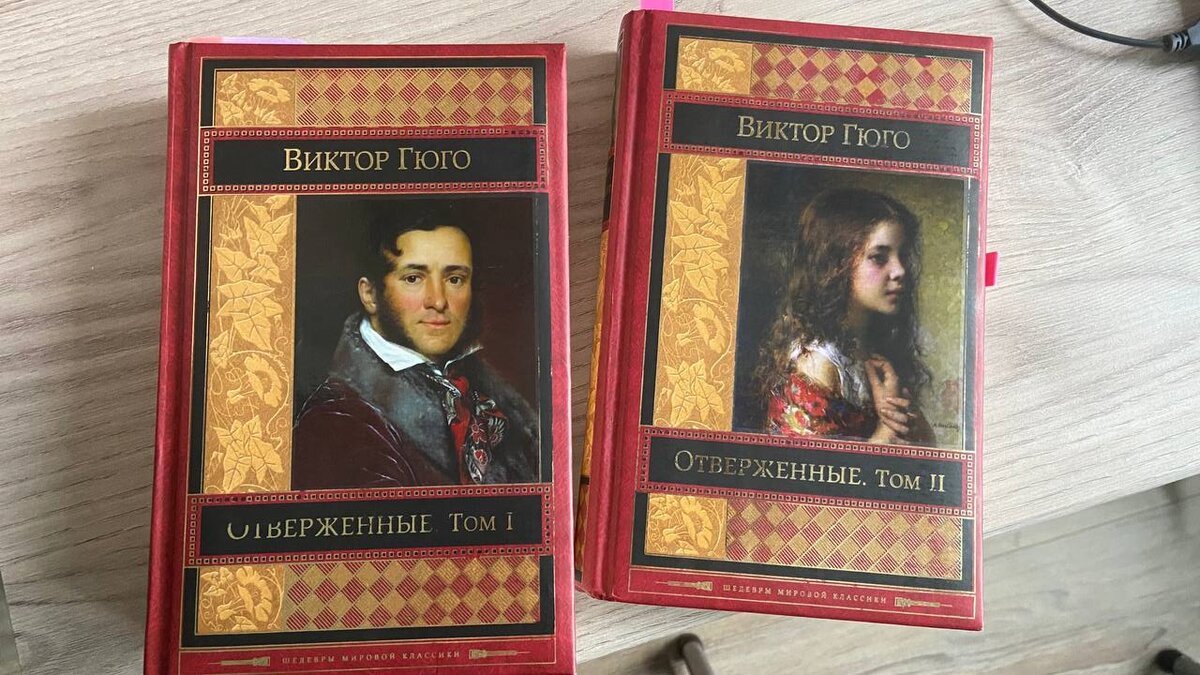 ВИКТОР ГЮГО
ОТВЕРЖЕННЫЕ. ТОМ I
ШЕДЕВРЫ МИРОВОЙ КЛАССИКИ
ВИКТОР ГЮГО
ОТВЕРЖЕННЫЕ. ТОМ II
ШЕДЕВРЫ МИРОВОЙ КЛАССИКИ